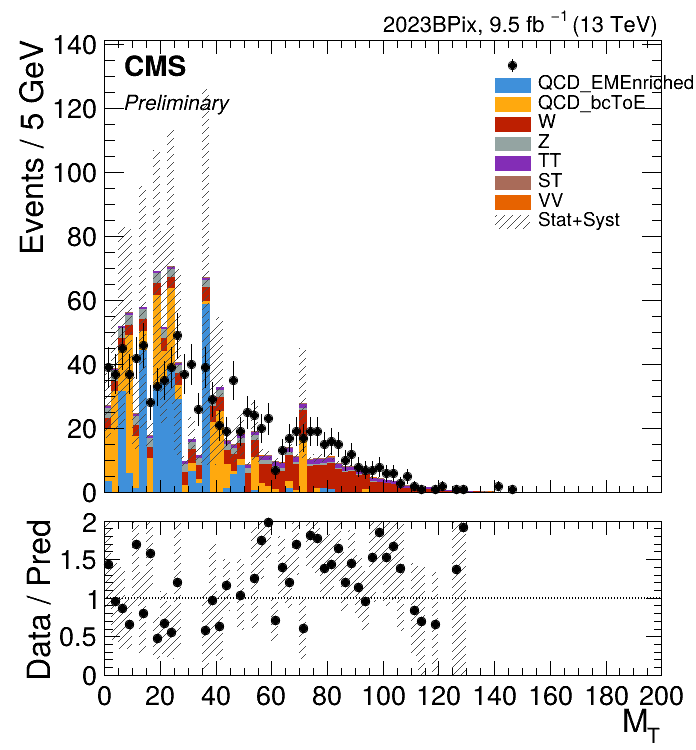 2023BPix, 9.5 fb ⁻¹ (13 TeV)
CMS
Preliminary
QCD_EMEnriched
QCD_bcToE
W
Z
TT
ST
VV
Stat+Syst
Events / 5 GeV
140
120
100
80
60
40
20
0
Data / Pred
2
1.5
1
0.5
0
0 20 40 60 80 100 120 140 160 180 200
M_T